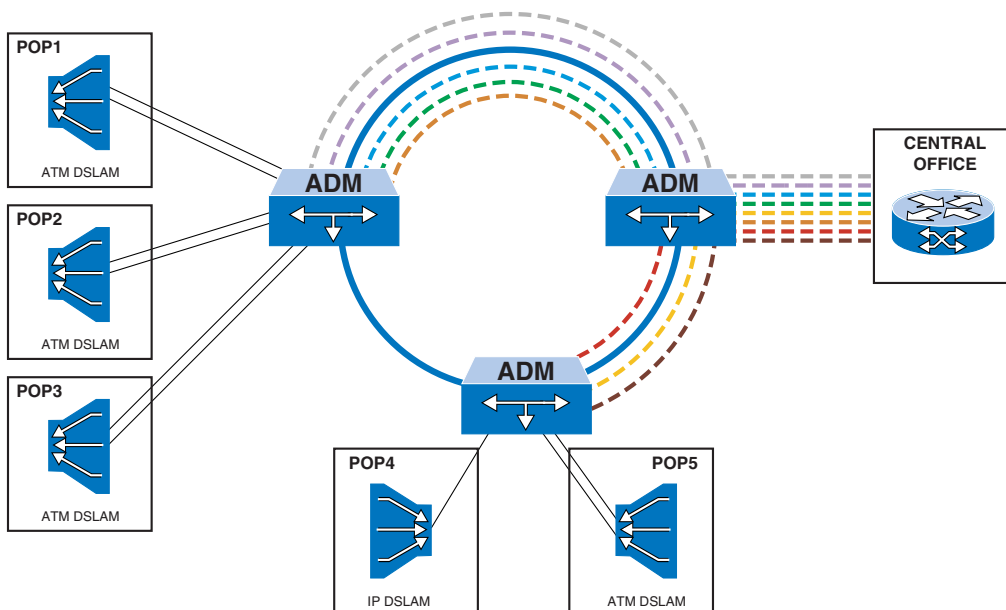 POP1
ATM DSLAM
POP2
ATM DSLAM
POP3
ATM DSLAM
ADM
ADM
ADM
CENTRAL
OFFICE
POP4
IP DSLAM
POP5
ATM DSLAM